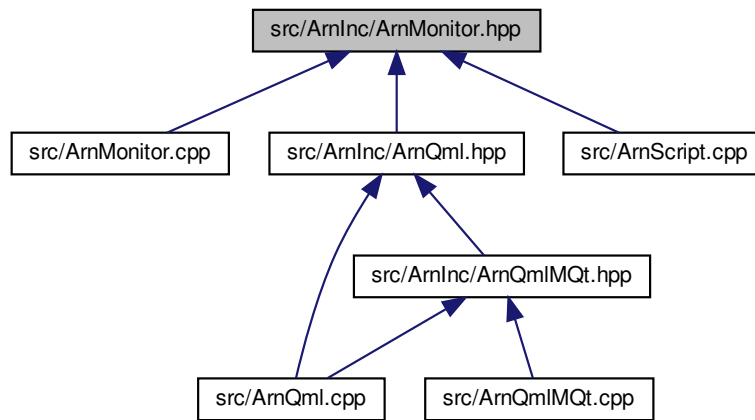 src/ArnInc/ArnMonitor.hpp
src/ArnMonitor.cpp
src/ArnInc/ArnQml.hpp
src/ArnScript.cpp
src/ArnInc/ArnQmlMQt.hpp
src/ArnQml.cpp
src/ArnQmlMQt.cpp